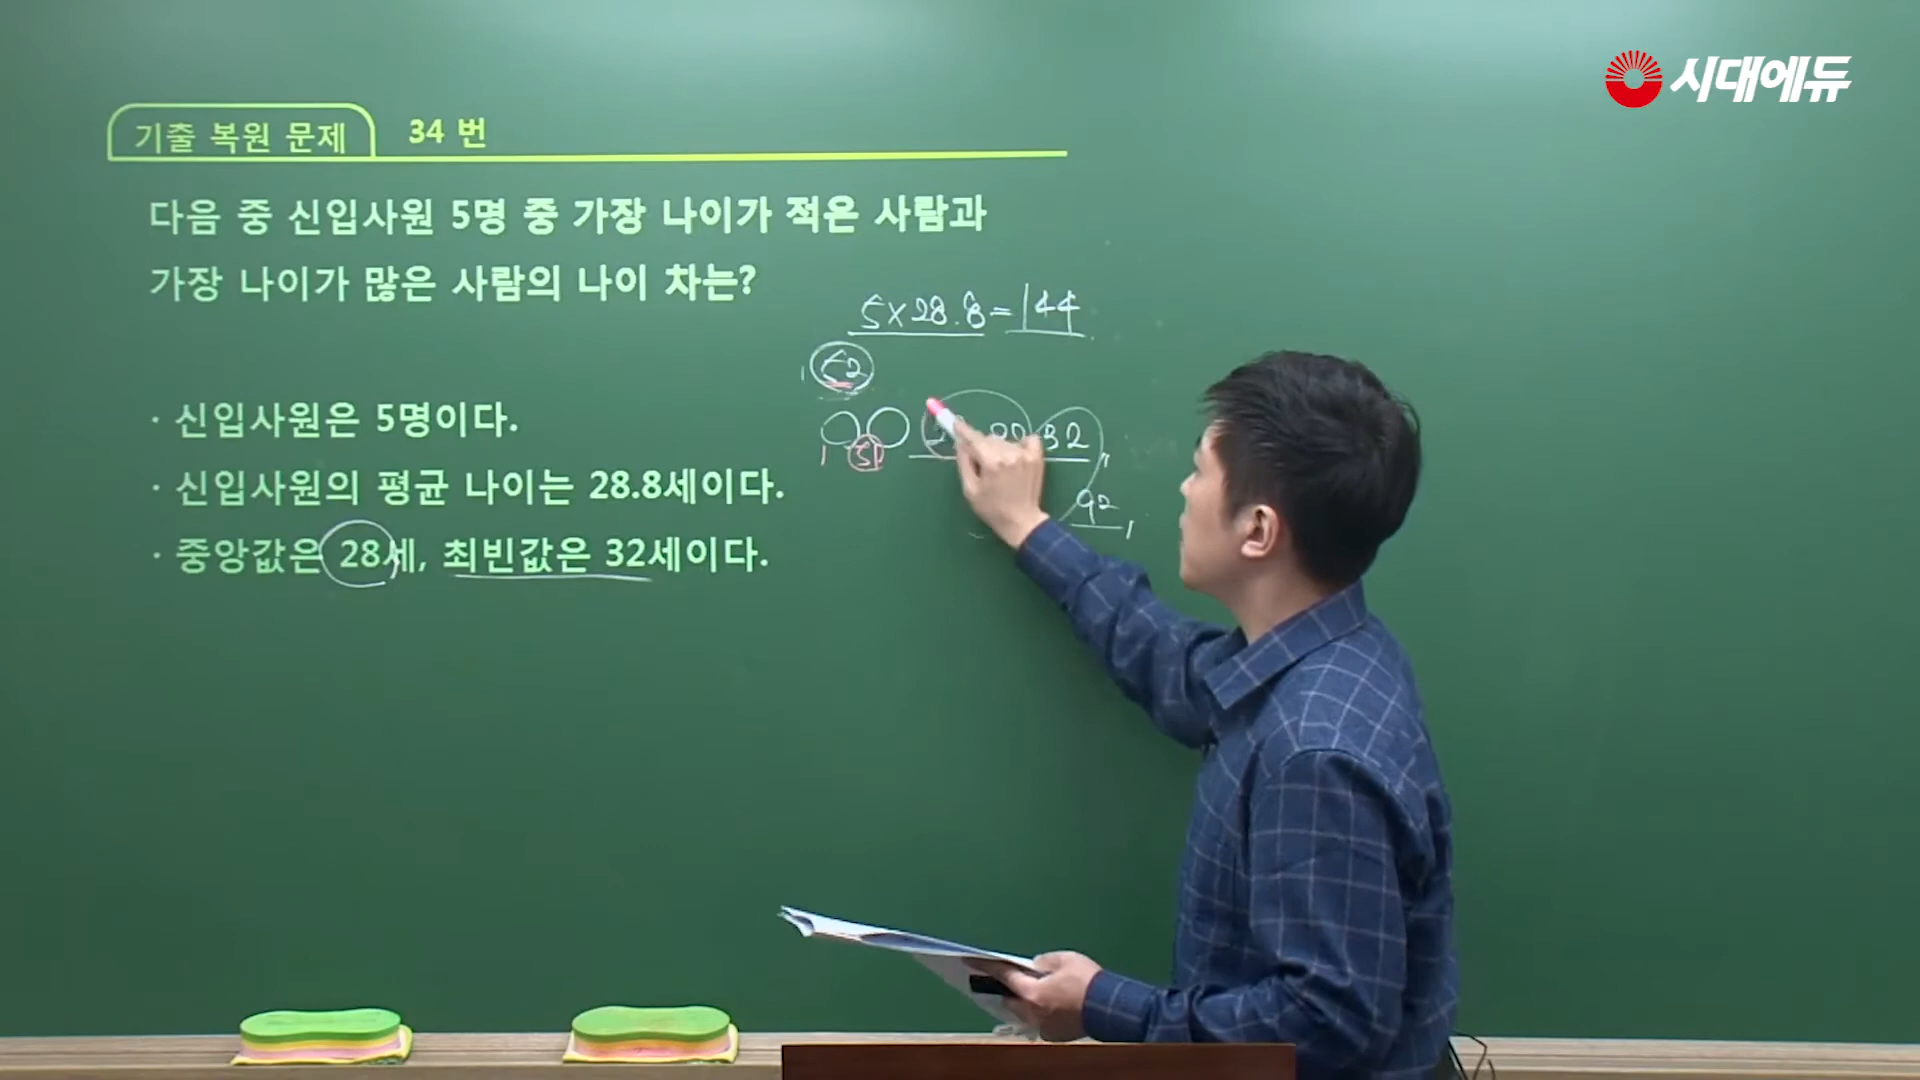 시대에듀
기출 복원 문제 34 번
다음 중 신입사원 5명 중 가장 나이가 적은 사람과
가장 나이가 많은 사람의 나이 차는?
5×28.8=144
52
32
1 51
92
· 신입사원은 5명이다.
· 신입사원의 평균 나이는 28.8세이다.
· 중앙값은 28세, 최빈값은 32세이다.